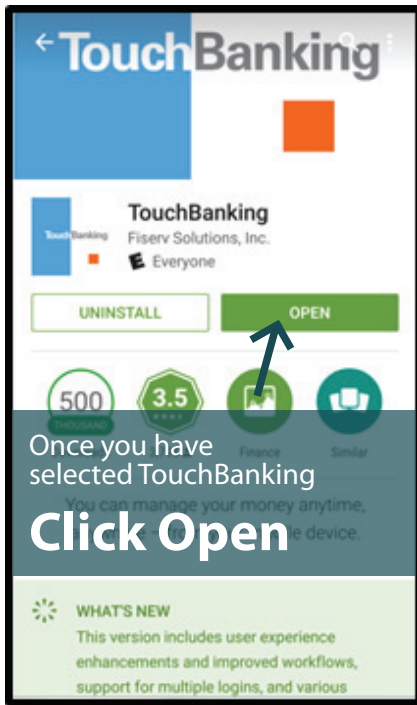 TouchBanking
TouchBanking
TouchBanking
Fiserv Solutions, Inc.
E Everyone
UNINSTALL
OPEN
500
THOUSAND
3.5
Finance
Similar
Once you have
selected TouchBanking
You can manage your money anytime,
device.
Click Open
WHAT'S NEW
This version includes user experience
enhancements and improved workflows,
support for multiple logins, and various